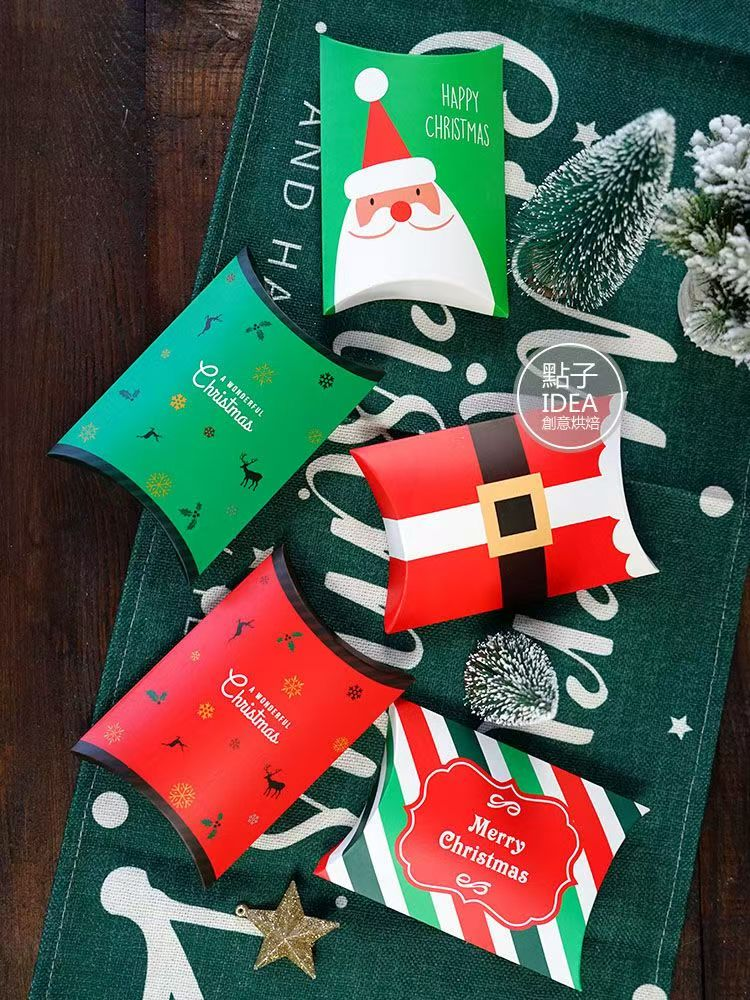 HAPPY
CHRISTMAS
AND HA
A WONDERFUL
Christmas
點子
IDEA
創意烘焙
A WONDERFUL
Christmas
Merry
Christmas